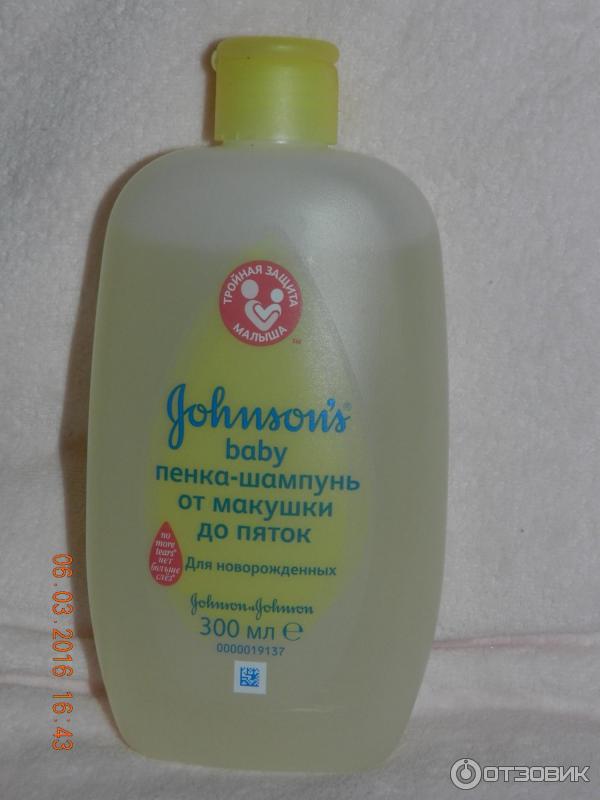 ТРОЙНАЯ ЗАЩИТА
МАЛЫША
TM
Johnson's®
baby
пенка-шампунь
от макушки
до пяток
no
more
tears®
нет
больше
слёз®
Для новорожденных
Johnson & Johnson
300 мл e
0000019137
06.03.2016 16:43
ОТЗОВИК